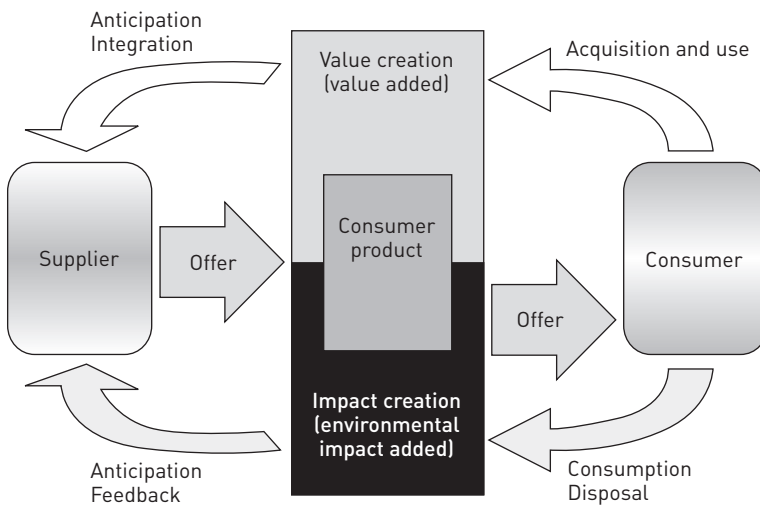 Anticipation
Integration
Value creation
(value added)
Acquisition and use
Supplier
Offer
Consumer
product
Offer
Consumer
Impact creation
(environmental
impact added)
Anticipation
Feedback
Consumption
Disposal